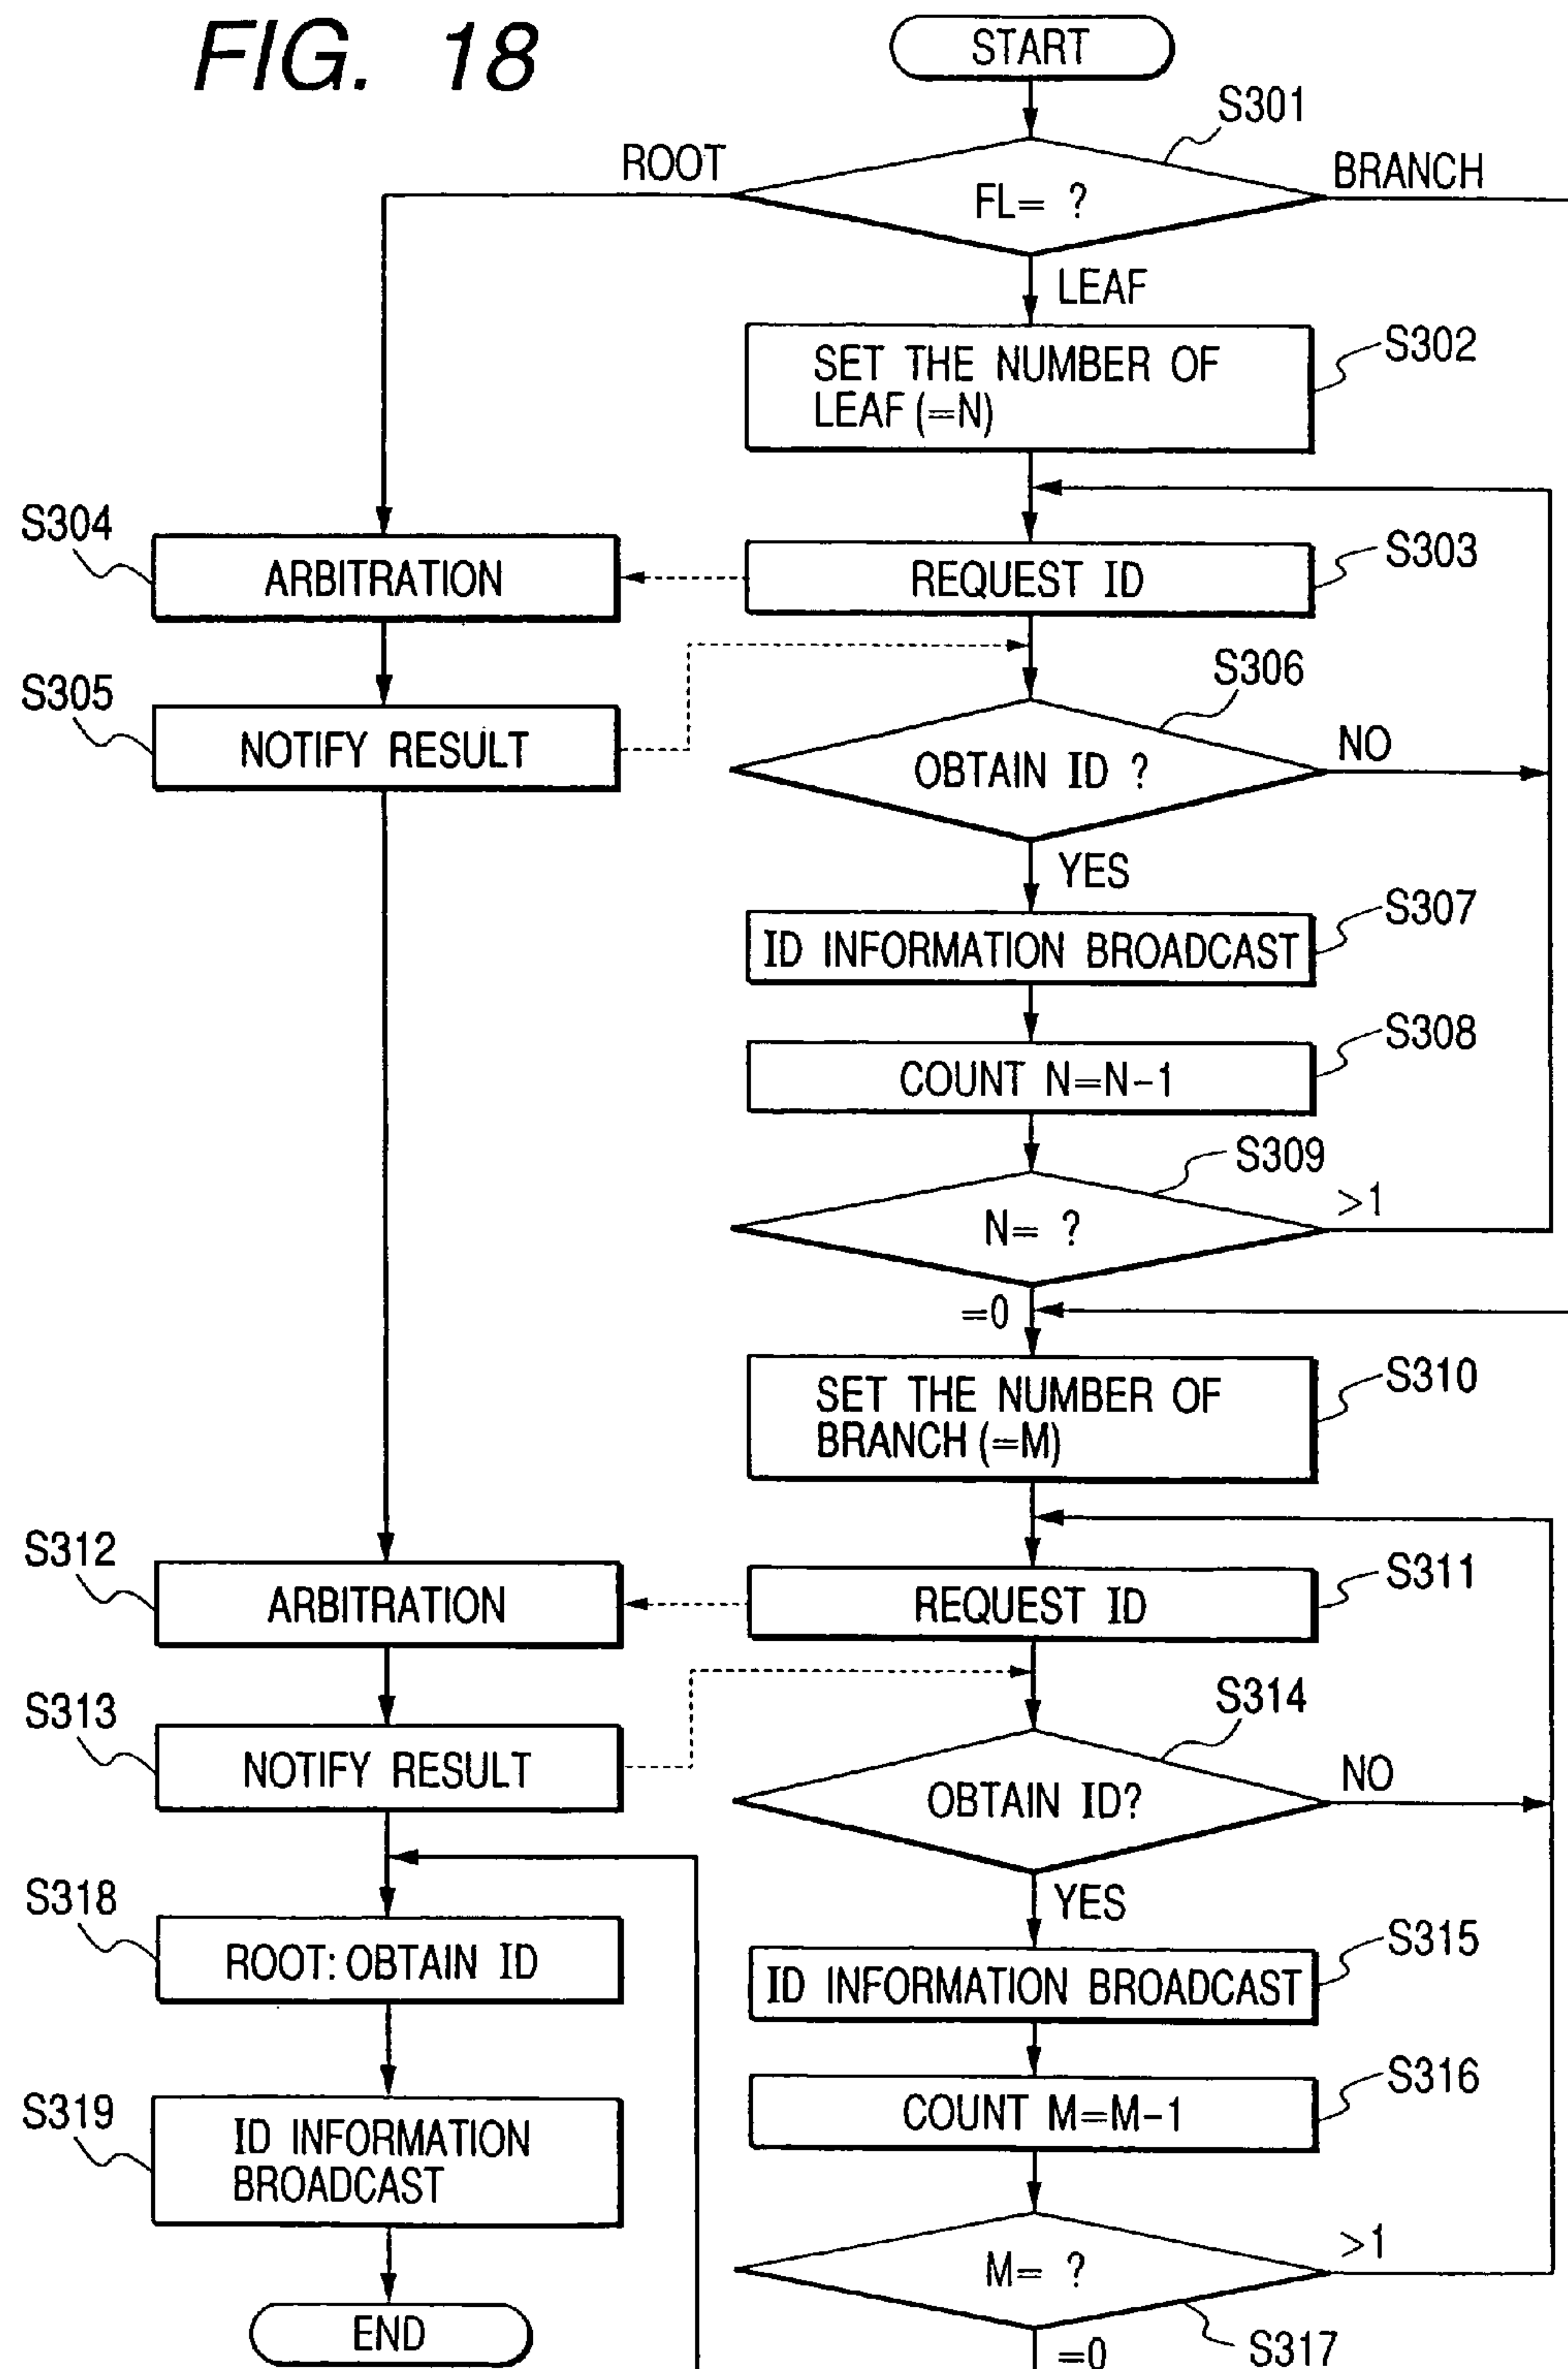 FIG. 18
START
S301
ROOT
FL= ?
BRANCH
LEAF
SET THE NUMBER OF
LEAF (=N)
S302
S304
ARBITRATION
REQUEST ID
S303
S305
NOTIFY RESULT
S306
OBTAIN ID ?
NO
YES
ID INFORMATION BROADCAST
S307
COUNT N=N-1
S308
S309
N= ?
>1
=0
SET THE NUMBER OF
BRANCH (=M)
S310
S312
ARBITRATION
REQUEST ID
S311
S313
NOTIFY RESULT
S314
OBTAIN ID?
NO
YES
S318
ROOT: OBTAIN ID
ID INFORMATION BROADCAST
S315
COUNT M=M-1
S316
S319
ID INFORMATION
BROADCAST
M= ?
>1
S317
=0
END